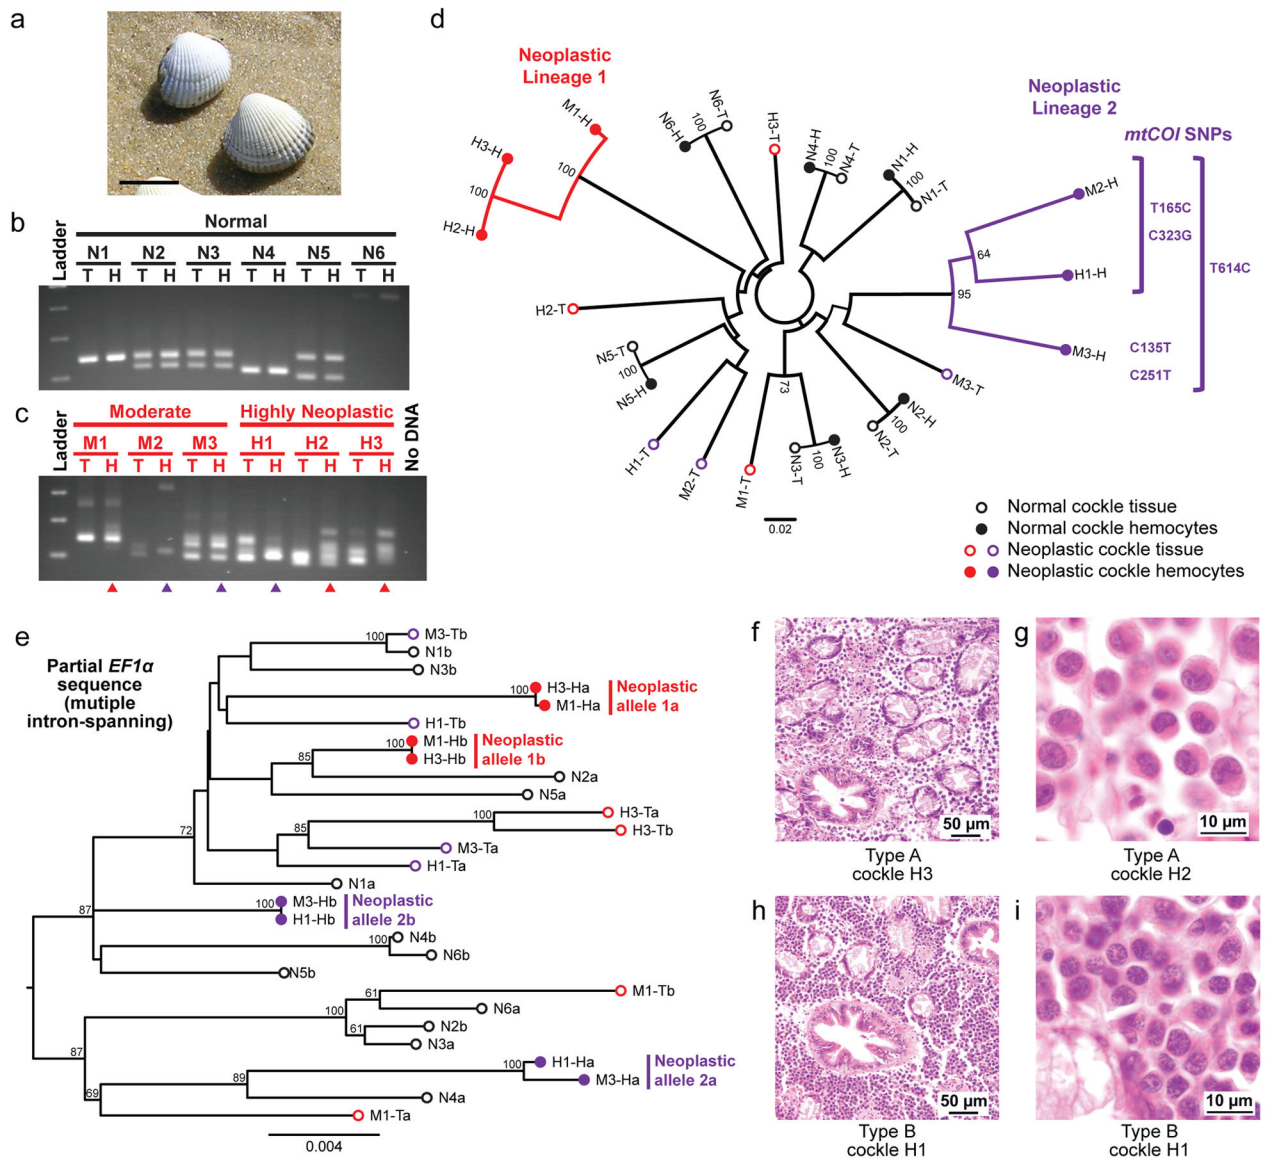 a
b
Normal
Ladder
N1 N2 N3 N4 N5 N6
T H T H T H T H T H T H
c
Moderate Highly Neoplastic
Ladder
M1 M2 M3 H1 H2 H3
No DNA
T H T H T H T H T H T H
d
Neoplastic
Lineage 1
M1-H
H3-H
100
100
H2-H
N6-H
100
N6-T
H3-T
N4-H
100
N4-T
N1-H
100
N1-T
Neoplastic
Lineage 2
mtCOI SNPs
M2-H
T165C
C323G
T614C
64
H1-H
95
M3-H
C135T
C251T
H2-T
N5-T
100
N5-H
H1-T
M2-T
M1-T
73
N3-T
100
N3-H
N2-H
100
N2-T
M3-T
0.02
Normal cockle tissue
Normal cockle hemocytes
Neoplastic cockle tissue
Neoplastic cockle hemocytes
e
Partial EF1α
sequence
(mutiple
intron-spanning)
100 M3-Tb
N1b
N3b
100 H3-Ha
M1-Ha
Neoplastic
allele 1a
H1-Tb
100 M1-Hb
H3-Hb
Neoplastic
allele 1b
85
N2a
N5a
100 H3-Ta
H3-Tb
85
M3-Ta
72
H1-Ta
N1a
100 M3-Hb
H1-Hb
Neoplastic
allele 2b
87
100 N4b
N6b
N5b
61 M1-Tb
N6a
100
61 N2b
N3a
87
100 H1-Ha
M3-Ha
Neoplastic
allele 2a
89
N4a
69
M1-Ta
0.004
f
50 µm
Type A
cockle H3
g
10 µm
Type A
cockle H2
h
50 µm
Type B
cockle H1
i
10 µm
Type B
cockle H1